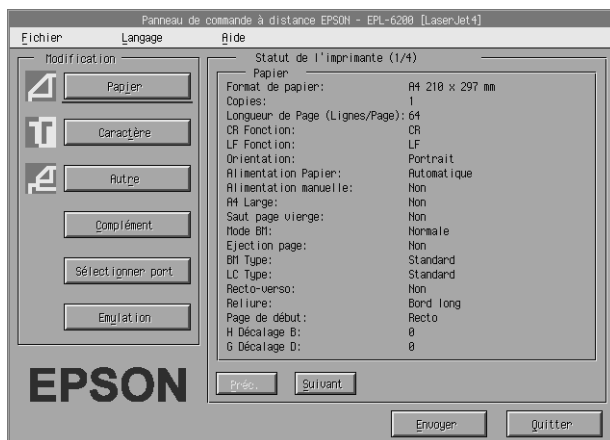 Panneau de commande à distance EPSON - EPL-6200 [LaserJet4]
Fichier Langage Aide
Modification
Papier
Caractère
Autre
Complément
Sélectionner port
Emulation
EPSON
Statut de l'imprimante (1/4)
Papier
Format de papier: A4 210 x 297 mm
Copies: 1
Longueur de Page (Lignes/Page): 64
CR Fonction: CR
LF Fonction: LF
Orientation: Portrait
Alimentation Papier: Automatique
Alimentation manuelle: Non
A4 Large: Non
Saut page vierge: Non
Mode BM: Normale
Ejection page: Non
BM Type: Standard
LC Type: Standard
Recto-verso: Non
Reliure: Bord long
Page de début: Recto
H Décalage B: 0
G Décalage D: 0
Préc. Suivant
Envoyer Quitter